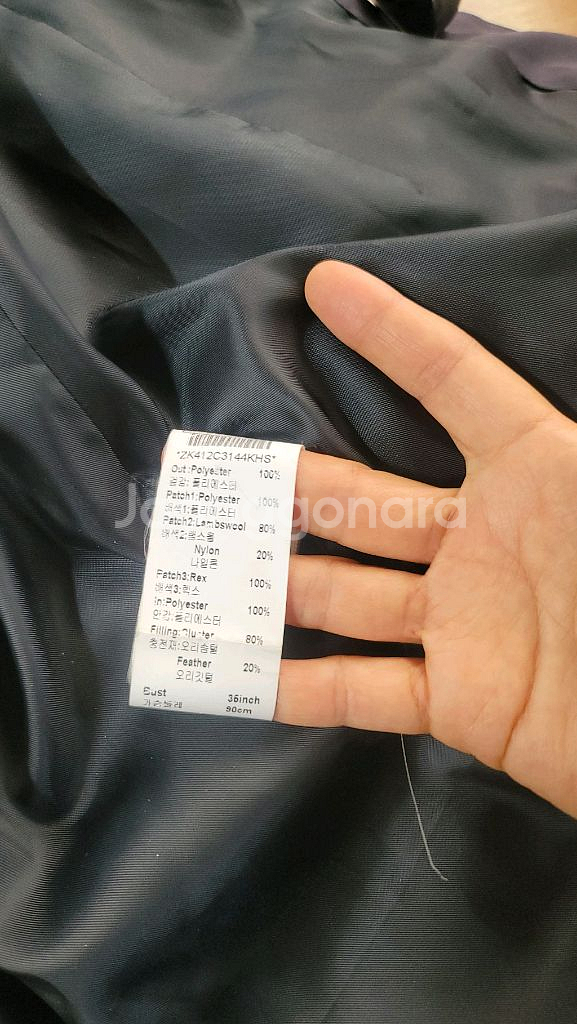 *ZK412C3144KHS*
Out:Polyester 100%
겉감:폴리에스터
Patch1:Polyester 100%
배색1:폴리에스터
Patch2:Lambswool 80%
배색2:램스울
Nylon 20%
나일론
Patch3:Rex 100%
배색3:렉스
In:Polyester 100%
안감:폴리에스터
Filling:Cluster 80%
충전재:오리솜털
Feather 20%
오리깃털
Bust 35inch
가슴둘레 90cm
Joonggonara